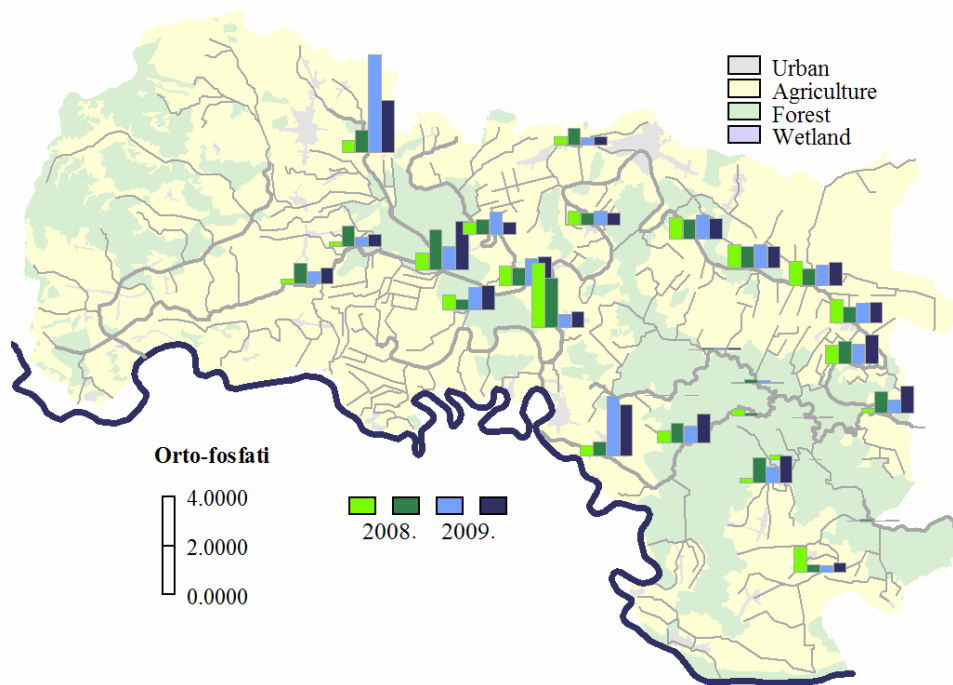 Urban
Agriculture
Forest
Wetland
Orto-fosfati
4.0000
2.0000
0.0000
2008. 2009.